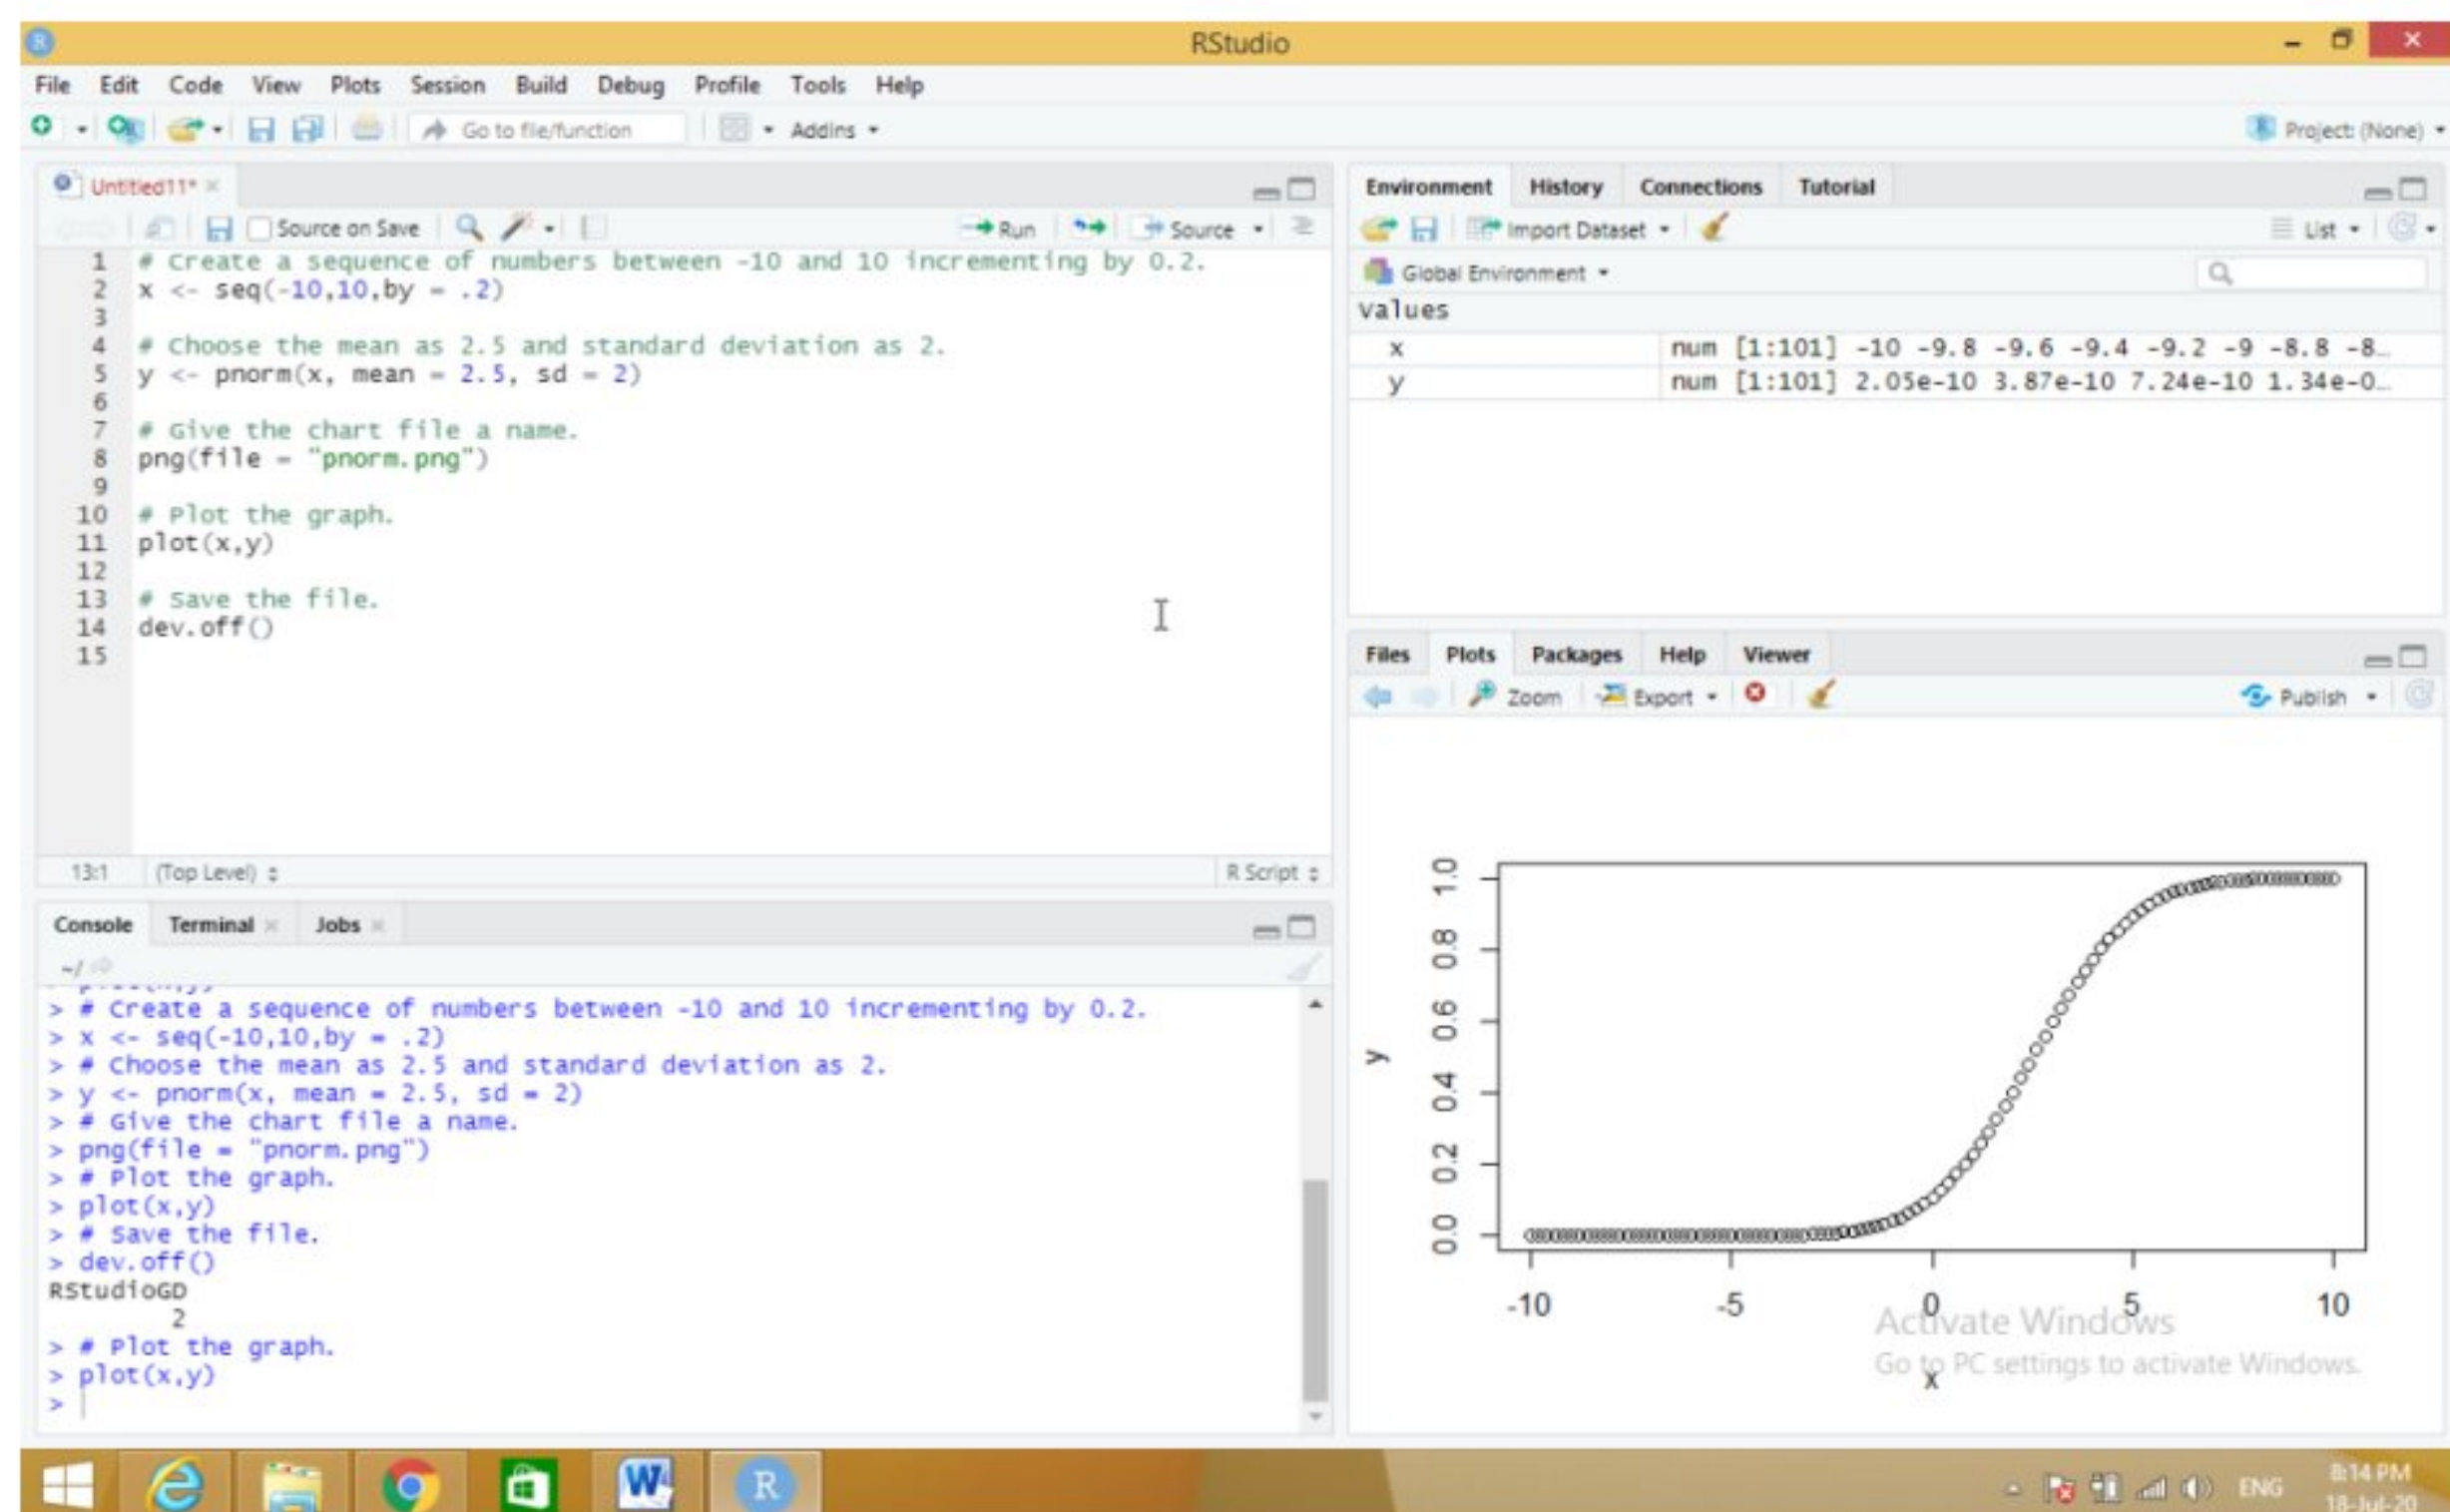 RStudio
File Edit Code View Plots Session Build Debug Profile Tools Help
Go to file/function Addins Project: (None)
Untitled11*
Source on Save Run Source
1 # Create a sequence of numbers between -10 and 10 incrementing by 0.2.
2 x <- seq(-10,10,by = .2)
3
4 # Choose the mean as 2.5 and standard deviation as 2.
5 y <- pnorm(x, mean = 2.5, sd = 2)
6
7 # Give the chart file a name.
8 png(file = "pnorm.png")
9
10 # Plot the graph.
11 plot(x,y)
12
13 # Save the file.
14 dev.off()
15
13:1 (Top Level) R Script
Console Terminal Jobs
~/
> # Create a sequence of numbers between -10 and 10 incrementing by 0.2.
> x <- seq(-10,10,by = .2)
> # Choose the mean as 2.5 and standard deviation as 2.
> y <- pnorm(x, mean = 2.5, sd = 2)
> # Give the chart file a name.
> png(file = "pnorm.png")
> # Plot the graph.
> plot(x,y)
> # Save the file.
> dev.off()
RStudioGD
2
> # Plot the graph.
> plot(x,y)
>
Environment History Connections Tutorial
Import Dataset List
Global Environment
Values
x num [1:101] -10 -9.8 -9.6 -9.4 -9.2 -9 -8.8 -8…
y num [1:101] 2.05e-10 3.87e-10 7.24e-10 1.34e-0…
Files Plots Packages Help Viewer
Zoom Export Publish
1.0
0.8
0.6
0.4
0.2
0.0
y
-10 -5 0 5 10
x
Activate Windows
Go to PC settings to activate Windows.
W R
ENG
8:14 PM
18-Jul-20